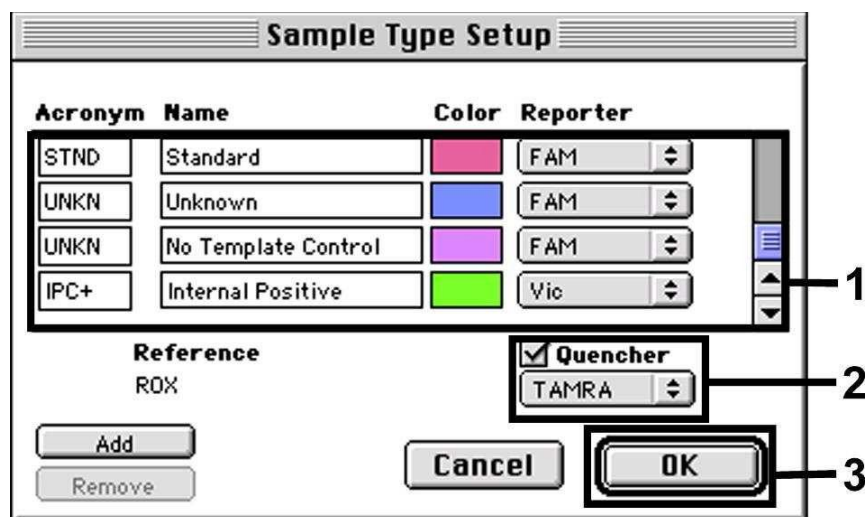 Sample Type Setup
Acronym Name Color Reporter
STND Standard FAM
UNKN Unknown FAM
UNKN No Template Control FAM
IPC+ Internal Positive Vic
1
Reference Quencher
ROX TAMRA
2
Add
Remove
Cancel OK
3